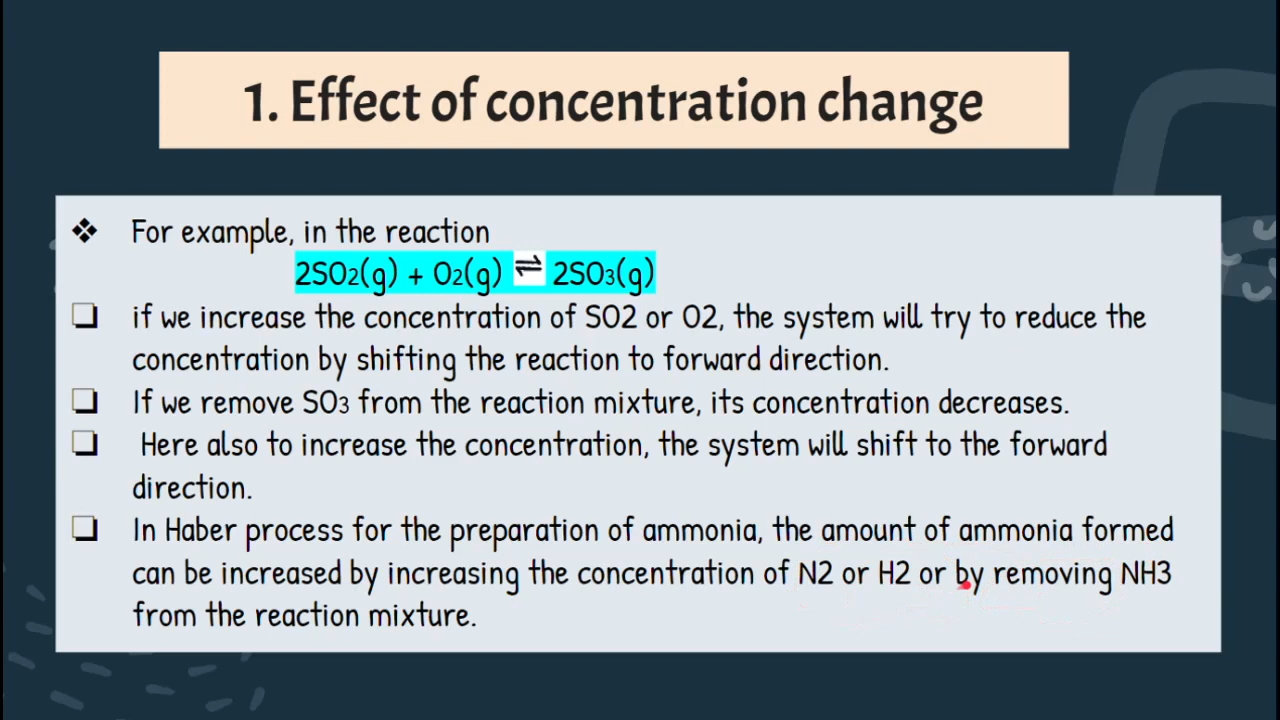 1. Effect of concentration change
❖ For example, in the reaction
2SO₂(g) + O₂(g) ⇌ 2SO₃(g)
❑ if we increase the concentration of SO2 or O2, the system will try to reduce the
concentration by shifting the reaction to forward direction.
❑ If we remove SO₃ from the reaction mixture, its concentration decreases.
❑ Here also to increase the concentration, the system will shift to the forward
direction.
❑ In Haber process for the preparation of ammonia, the amount of ammonia formed
can be increased by increasing the concentration of N2 or H2 or by removing NH3
from the reaction mixture.